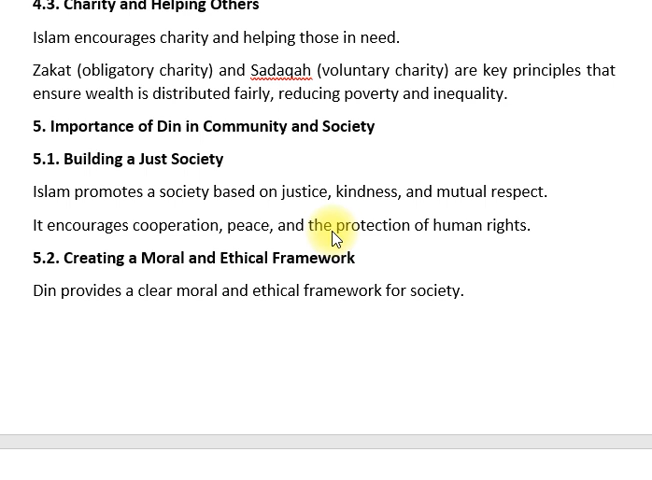 4.3. Charity and Helping Others
Islam encourages charity and helping those in need.
Zakat (obligatory charity) and Sadaqah (voluntary charity) are key principles that
ensure wealth is distributed fairly, reducing poverty and inequality.
5. Importance of Din in Community and Society
5.1. Building a Just Society
Islam promotes a society based on justice, kindness, and mutual respect.
It encourages cooperation, peace, and the protection of human rights.
5.2. Creating a Moral and Ethical Framework
Din provides a clear moral and ethical framework for society.